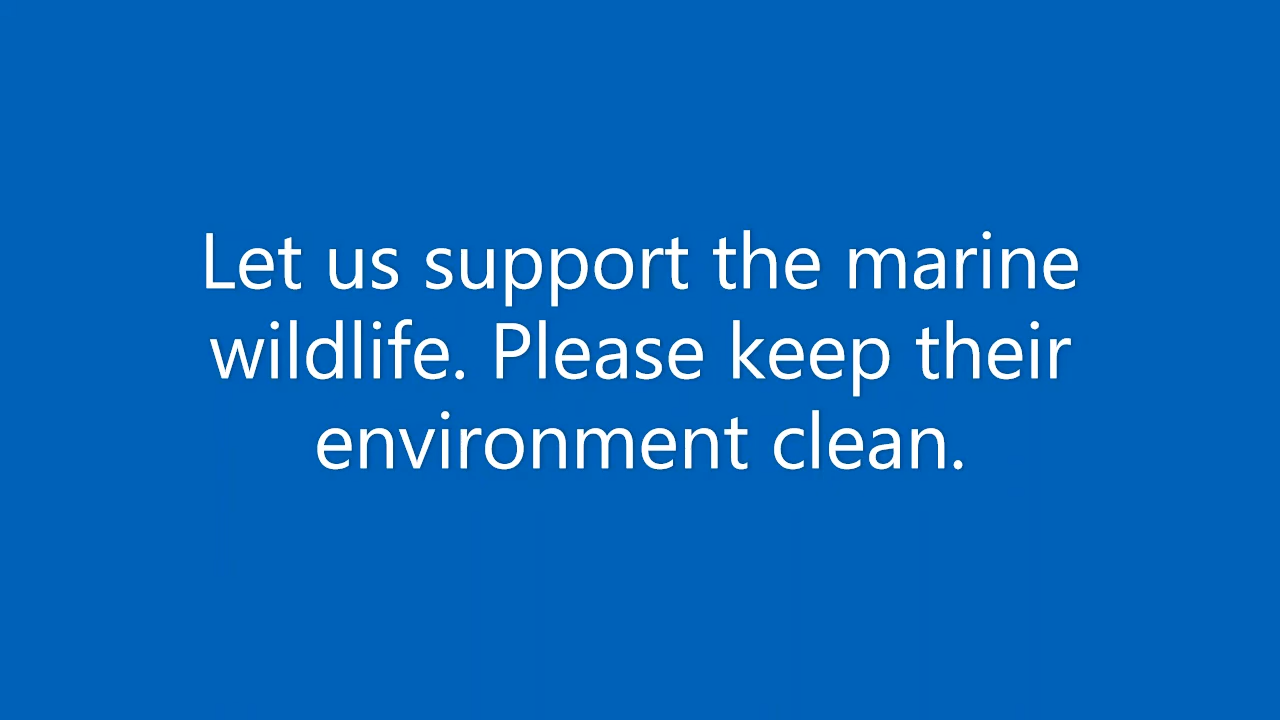 Let us support the marine
wildlife. Please keep their
environment clean.